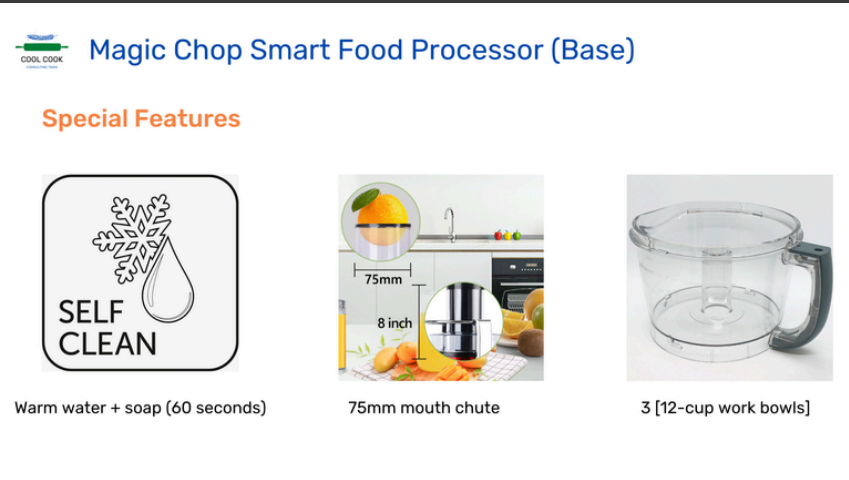 COOL COOK
Magic Chop Smart Food Processor (Base)
Special Features
SELF
CLEAN
75mm
8 inch
Warm water + soap (60 seconds)
75mm mouth chute
3 [12-cup work bowls]